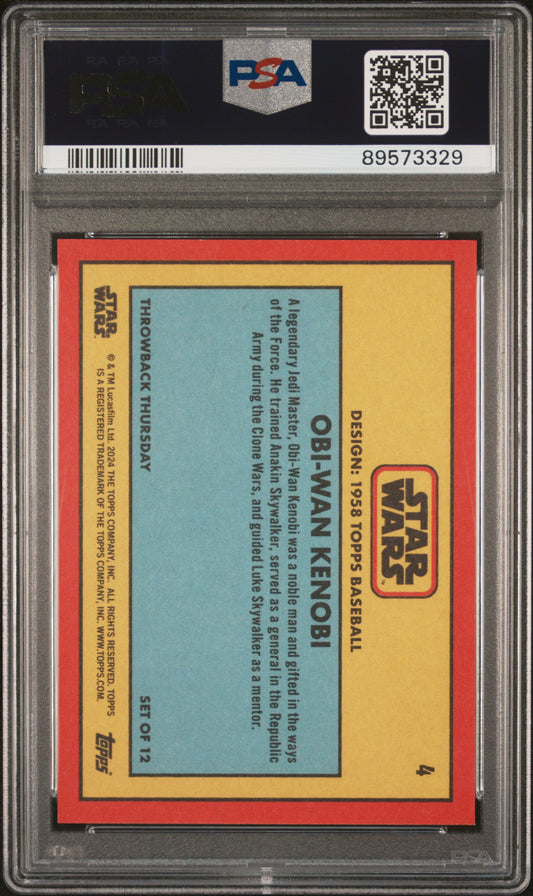 PSA
PSA
89573329
4
STAR
WARS™
DESIGN: 1958 TOPPS BASEBALL
OBI-WAN KENOBI
A legendary Jedi Master, Obi-Wan Kenobi was a noble man and gifted in the ways
of the Force. He trained Anakin Skywalker, served as a general in the Republic
Army during the Clone Wars, and guided Luke Skywalker as a mentor.
THROWBACK THURSDAY
SET OF 12
STAR
WARS
© & TM Lucasfilm Ltd. 2024 THE TOPPS COMPANY, INC. ALL RIGHTS RESERVED. TOPPS
IS A REGISTERED TRADEMARK OF THE TOPPS COMPANY, INC. WWW.TOPPS.COM.
topps
PSA